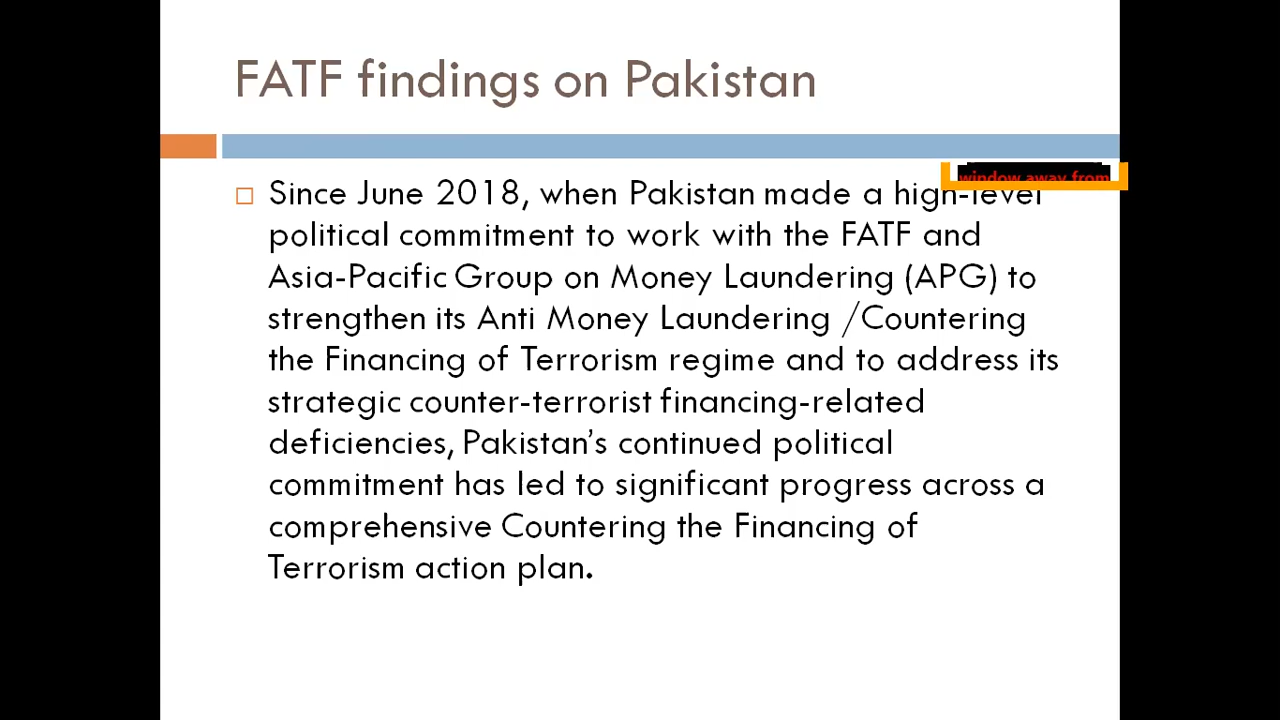 FATF findings on Pakistan
window away from
Since June 2018, when Pakistan made a high-level
political commitment to work with the FATF and
Asia-Pacific Group on Money Laundering (APG) to
strengthen its Anti Money Laundering /Countering
the Financing of Terrorism regime and to address its
strategic counter-terrorist financing-related
deficiencies, Pakistan’s continued political
commitment has led to significant progress across a
comprehensive Countering the Financing of
Terrorism action plan.